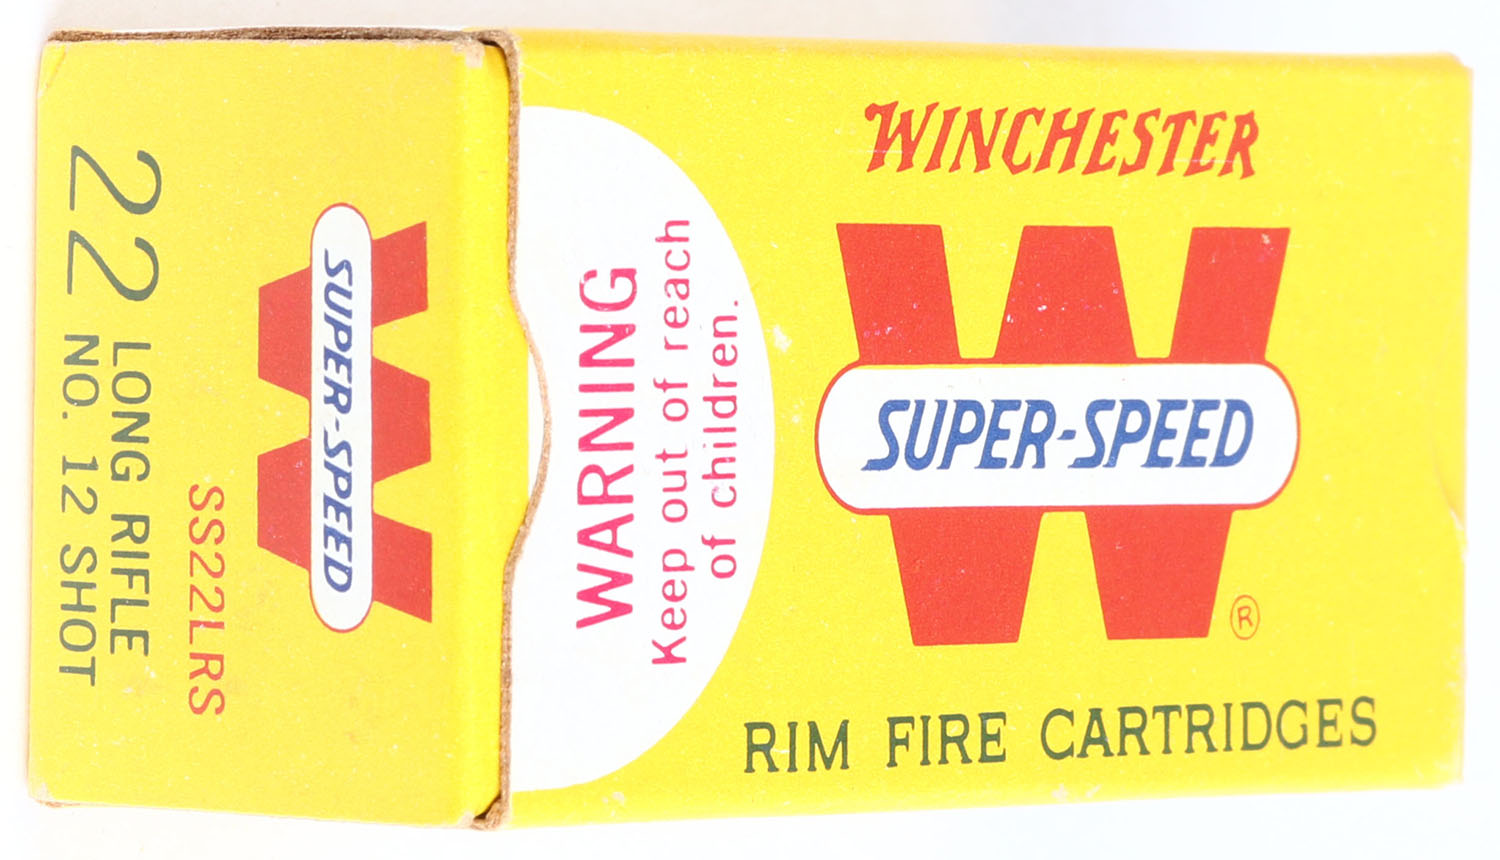 WINCHESTER
W
SUPER-SPEED
®
RIM FIRE CARTRIDGES
WARNING
Keep out of reach
of children.
W
SUPER-SPEED
SS22LRS
22 LONG RIFLE
NO. 12 SHOT